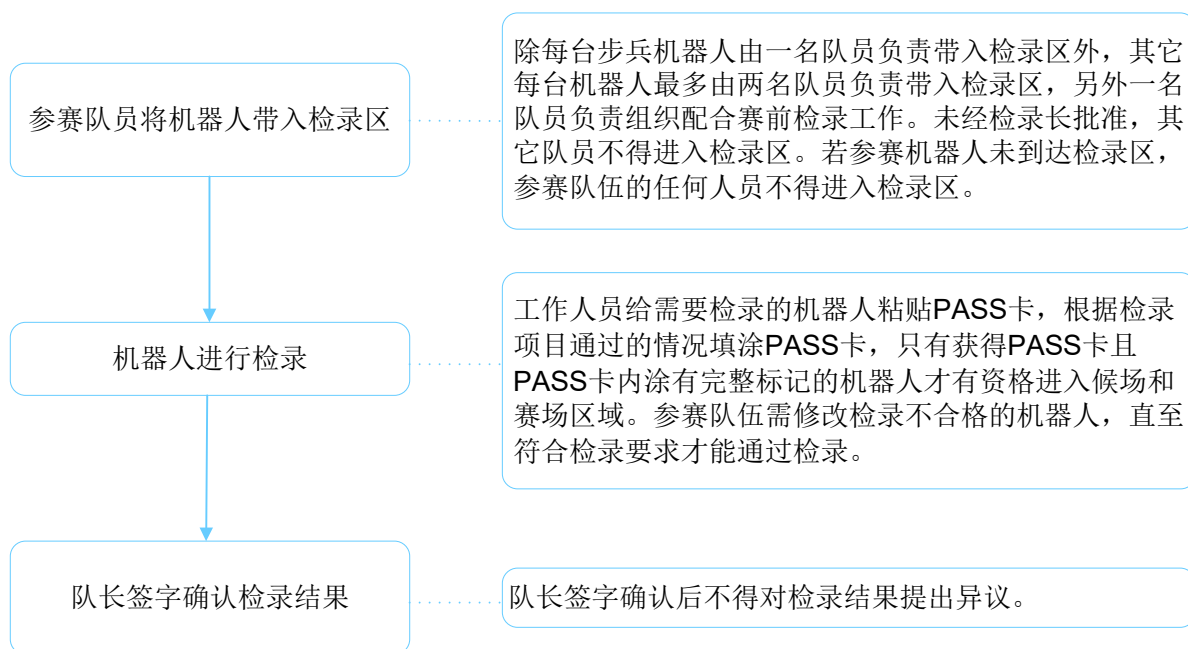 参赛队员将机器人带入检录区
除每台步兵机器人由一名队员负责带入检录区外，其它
每台机器人最多由两名队员负责带入检录区，另外一名
队员负责组织配合赛前检录工作。未经检录长批准，其
它队员不得进入检录区。若参赛机器人未到达检录区，
参赛队伍的任何人员不得进入检录区。
机器人进行检录
工作人员给需要检录的机器人粘贴PASS卡，根据检录
项目通过的情况填涂PASS卡，只有获得PASS卡且
PASS卡内涂有完整标记的机器人才有资格进入候场和
赛场区域。参赛队伍需修改检录不合格的机器人，直至
符合检录要求才能通过检录。
队长签字确认检录结果
队长签字确认后不得对检录结果提出异议。